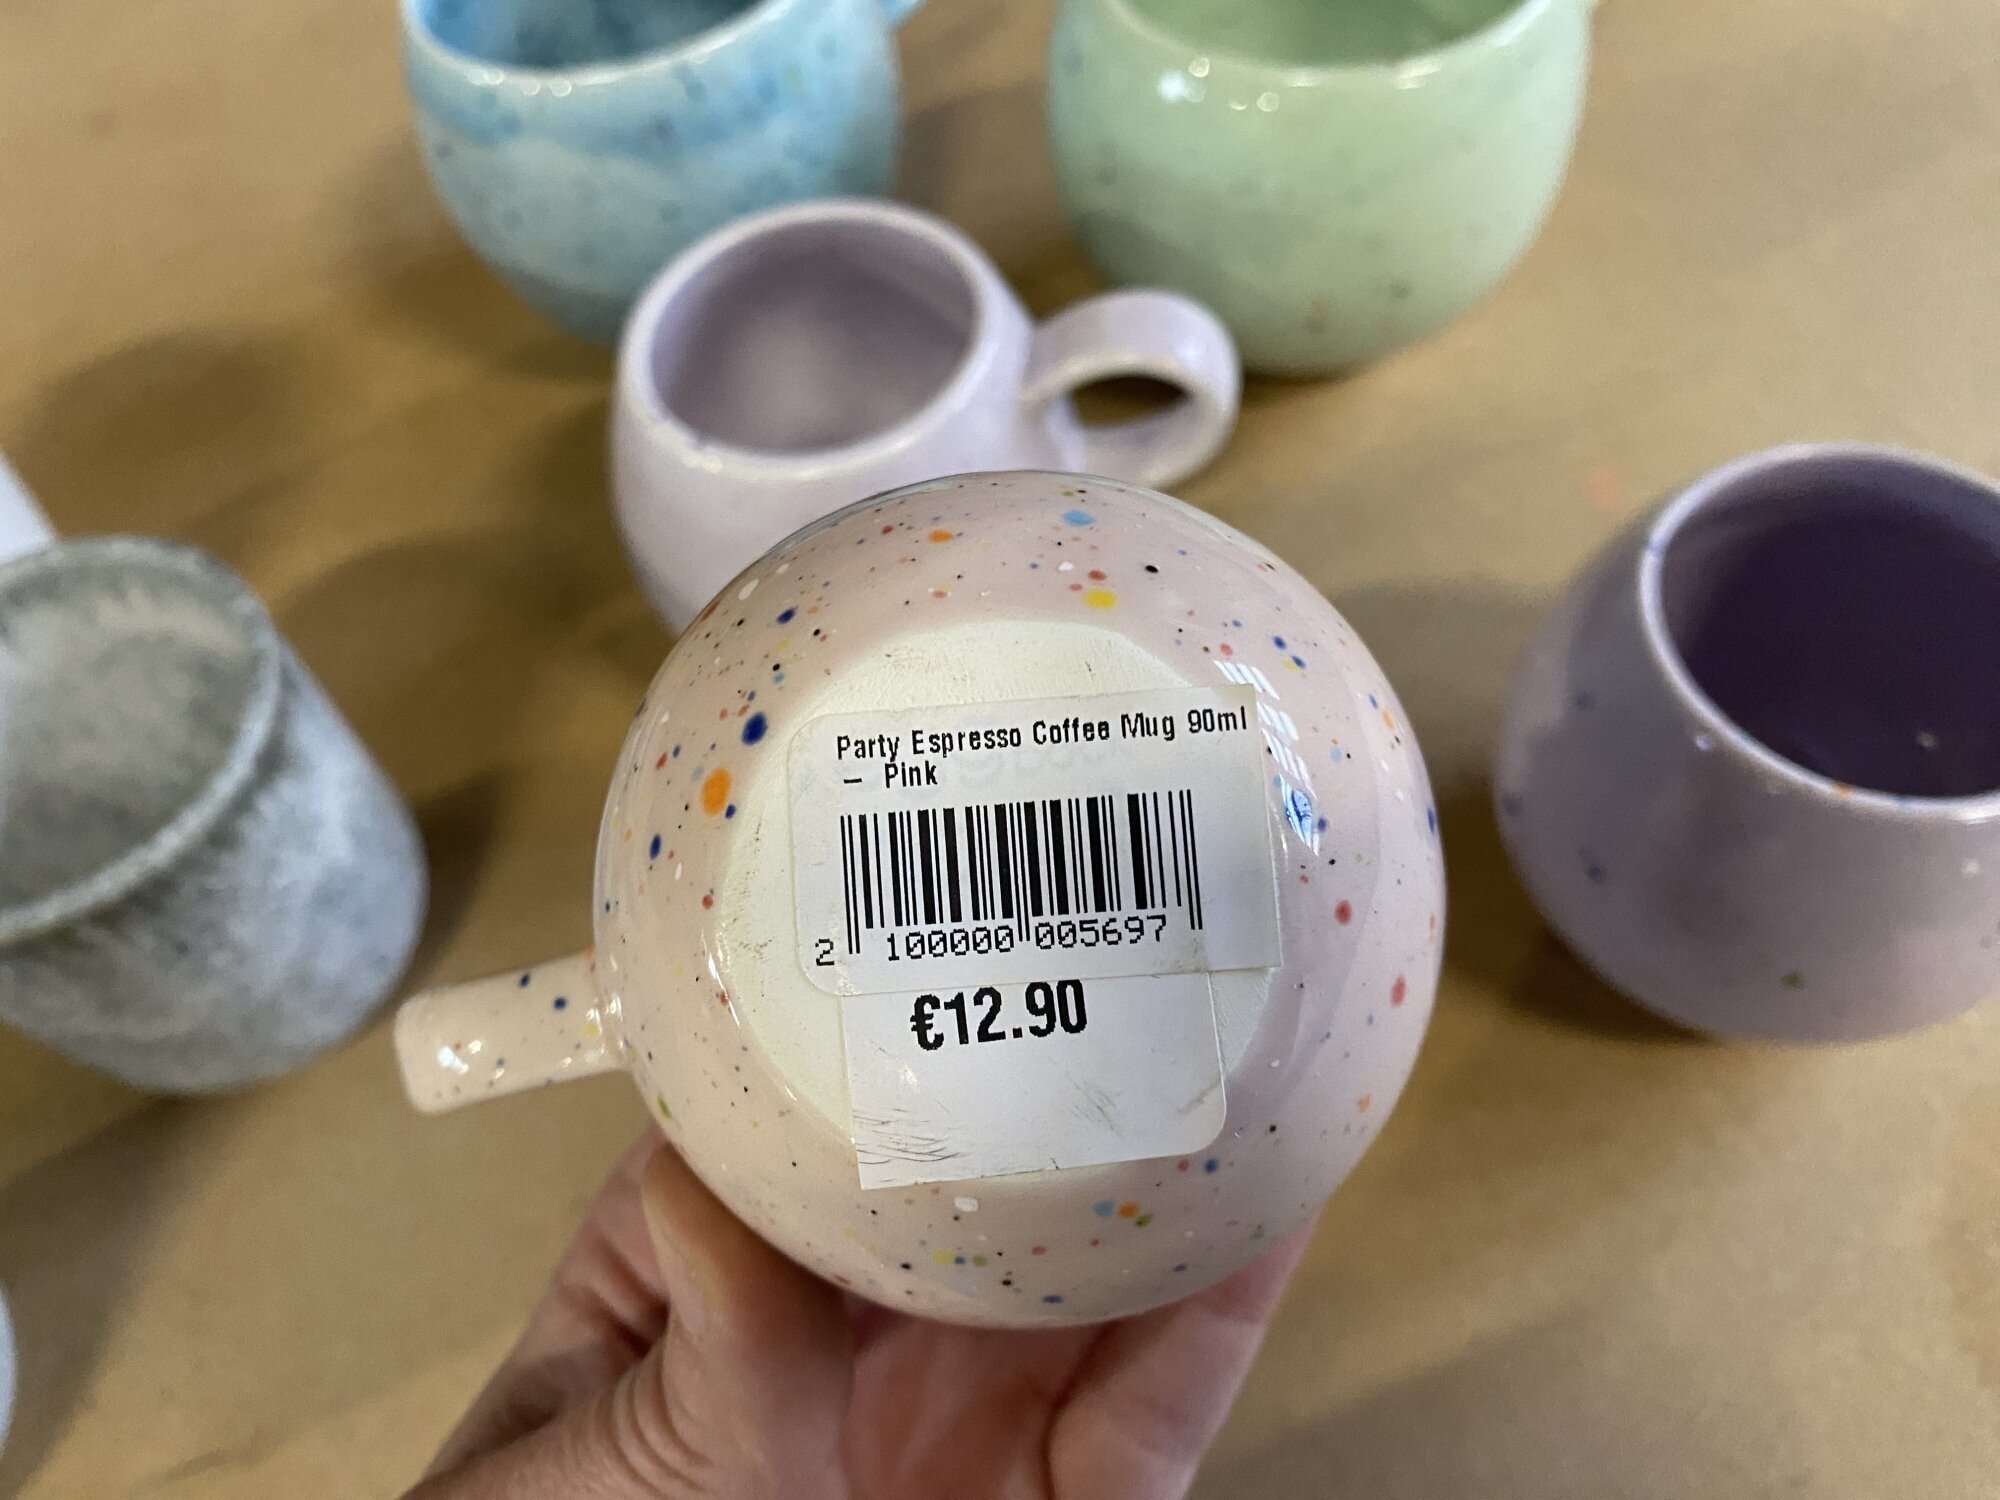 Party Espresso Coffee Mug 90ml
— Pink
2 100000 005697
€12.90